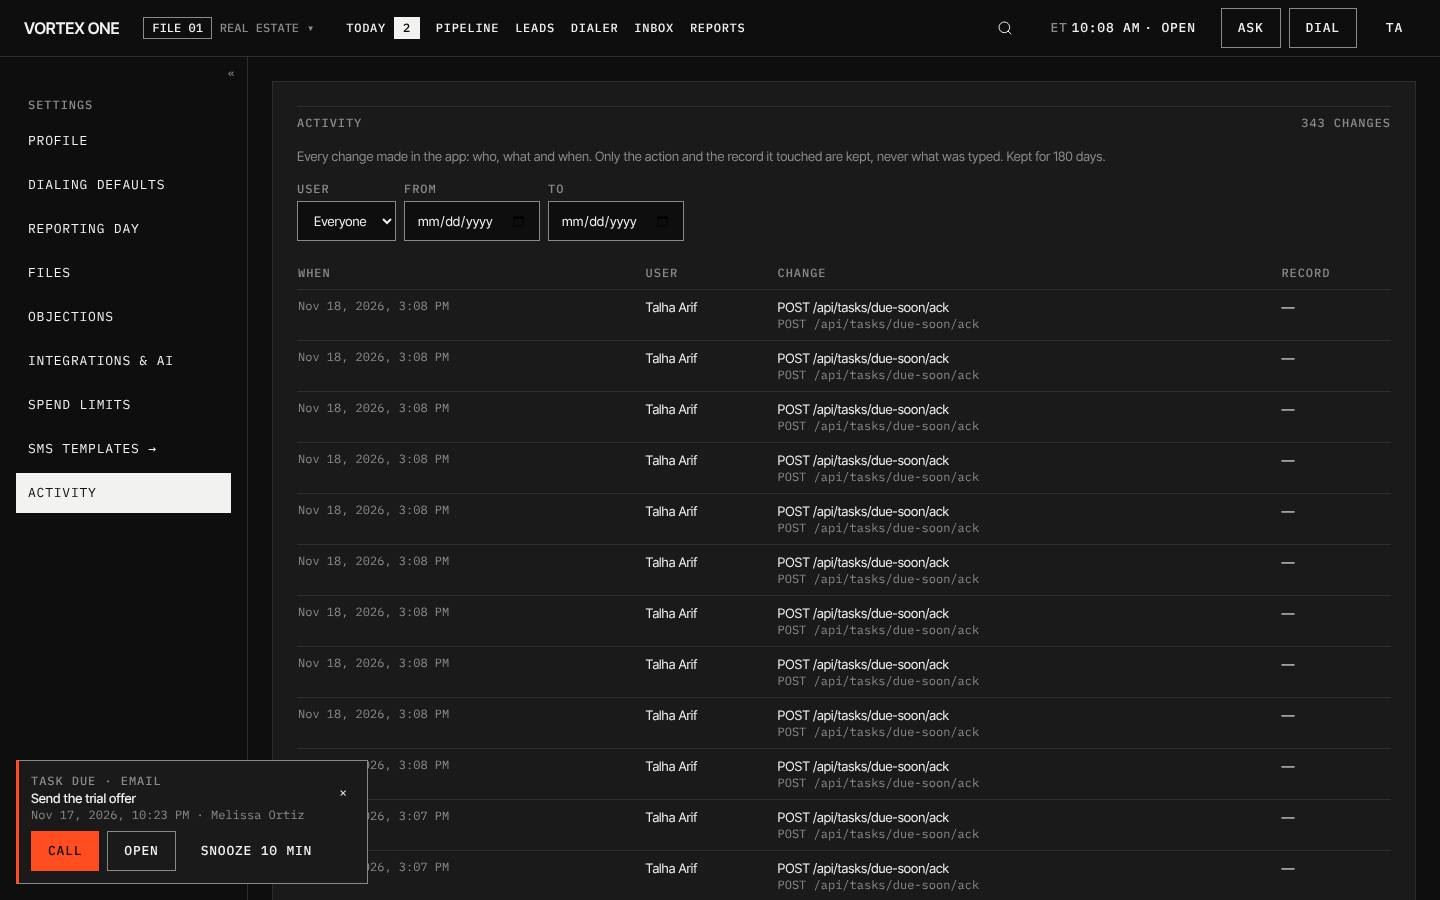 VORTEX ONE
FILE 01 REAL ESTATE ▾ TODAY 2 PIPELINE LEADS DIALER INBOX REPORTS ET 10:08 AM · OPEN ASK DIAL TA
«
SETTINGS
PROFILE
DIALING DEFAULTS
REPORTING DAY
FILES
OBJECTIONS
INTEGRATIONS & AI
SPEND LIMITS
SMS TEMPLATES →
ACTIVITY
ACTIVITY 343 CHANGES
Every change made in the app: who, what and when. Only the action and the record it touched are kept, never what was typed. Kept for 180 days.
USER FROM TO
Everyone mm/dd/yyyy mm/dd/yyyy
WHEN USER CHANGE RECORD
Nov 18, 2026, 3:08 PM Talha Arif POST /api/tasks/due-soon/ack —
POST /api/tasks/due-soon/ack
Nov 18, 2026, 3:08 PM Talha Arif POST /api/tasks/due-soon/ack —
POST /api/tasks/due-soon/ack
Nov 18, 2026, 3:08 PM Talha Arif POST /api/tasks/due-soon/ack —
POST /api/tasks/due-soon/ack
Nov 18, 2026, 3:08 PM Talha Arif POST /api/tasks/due-soon/ack —
POST /api/tasks/due-soon/ack
Nov 18, 2026, 3:08 PM Talha Arif POST /api/tasks/due-soon/ack —
POST /api/tasks/due-soon/ack
Nov 18, 2026, 3:08 PM Talha Arif POST /api/tasks/due-soon/ack —
POST /api/tasks/due-soon/ack
Nov 18, 2026, 3:08 PM Talha Arif POST /api/tasks/due-soon/ack —
POST /api/tasks/due-soon/ack
Nov 18, 2026, 3:08 PM Talha Arif POST /api/tasks/due-soon/ack —
POST /api/tasks/due-soon/ack
Nov 18, 2026, 3:08 PM Talha Arif POST /api/tasks/due-soon/ack —
POST /api/tasks/due-soon/ack
26, 3:08 PM Talha Arif POST /api/tasks/due-soon/ack —
POST /api/tasks/due-soon/ack
26, 3:07 PM Talha Arif POST /api/tasks/due-soon/ack —
POST /api/tasks/due-soon/ack
26, 3:07 PM Talha Arif POST /api/tasks/due-soon/ack —
POST /api/tasks/due-soon/ack
TASK DUE · EMAIL
Send the trial offer ×
Nov 17, 2026, 10:23 PM · Melissa Ortiz
CALL OPEN SNOOZE 10 MIN